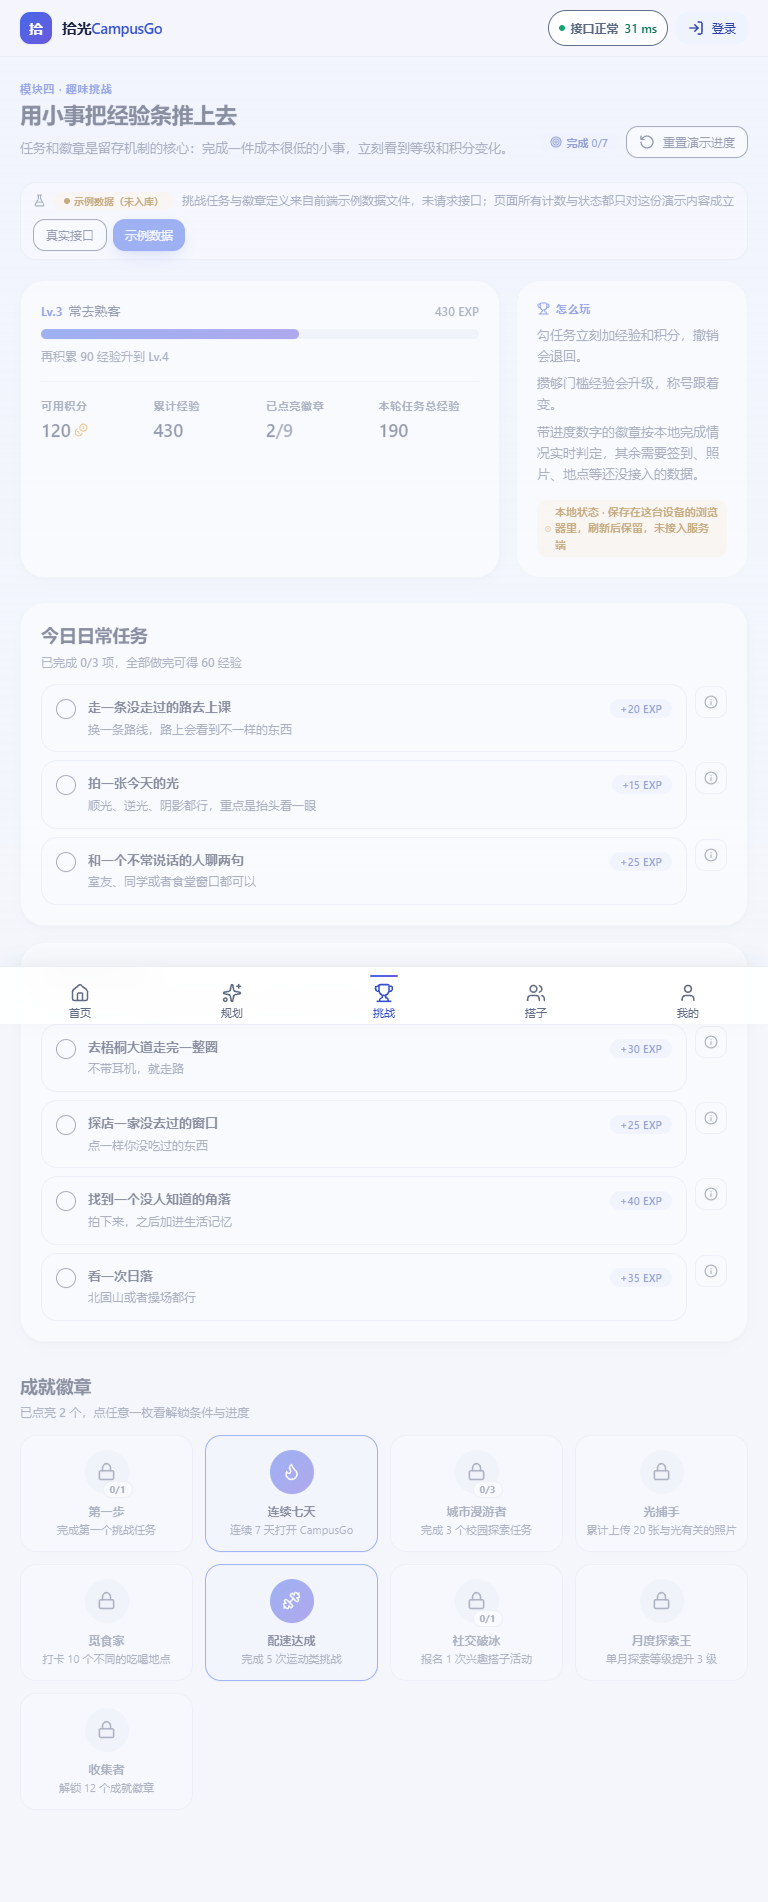 拾 拾光CampusGo
接口正常 31 ms
登录
模块四 · 趣味挑战
用小事把经验条推上去
任务和徽章是留存机制的核心：完成一件成本很低的小事，立刻看到等级和积分变化。
完成 0/7
重置演示进度
示例数据（未入库）
挑战任务与徽章定义来自前端示例数据文件，未请求接口；页面所有计数与状态都只对这份演示内容成立
真实接口
示例数据
Lv.3 常去熟客
430 EXP
再积累 90 经验升到 Lv.4
可用积分
120
累计经验
430
已点亮徽章
2/9
本轮任务总经验
190
怎么玩
勾任务立刻加经验和积分，撤销
会退回。
攒够门槛经验会升级，称号跟着
变。
带进度数字的徽章按本地完成情
况实时判定，其余需要签到、照
片、地点等还没接入的数据。
本地状态 · 保存在这台设备的浏览
器里，刷新后保留，未接入服务
端
今日日常任务
已完成 0/3 项，全部做完可得 60 经验
走一条没走过的路去上课
换一条路线，路上会看到不一样的东西
+20 EXP
拍一张今天的光
顺光、逆光、阴影都行，重点是抬头看一眼
+15 EXP
和一个不常说话的人聊两句
室友、同学或者食堂窗口都可以
+25 EXP
首页
规划
挑战
搭子
我的
去梧桐大道走完一整圈
不带耳机，就走路
+30 EXP
探店一家没去过的窗口
点一样你没吃过的东西
+25 EXP
找到一个没人知道的角落
拍下来，之后加进生活记忆
+40 EXP
看一次日落
北固山或者操场都行
+35 EXP
成就徽章
已点亮 2 个，点任意一枚看解锁条件与进度
0/1
第一步
完成第一个挑战任务
连续七天
连续 7 天打开 CampusGo
0/3
城市漫游者
完成 3 个校园探索任务
光捕手
累计上传 20 张与光有关的照片
觅食家
打卡 10 个不同的吃喝地点
配速达成
完成 5 次运动类挑战
0/1
社交破冰
报名 1 次兴趣搭子活动
月度探索王
单月探索等级提升 3 级
收集者
解锁 12 个成就徽章